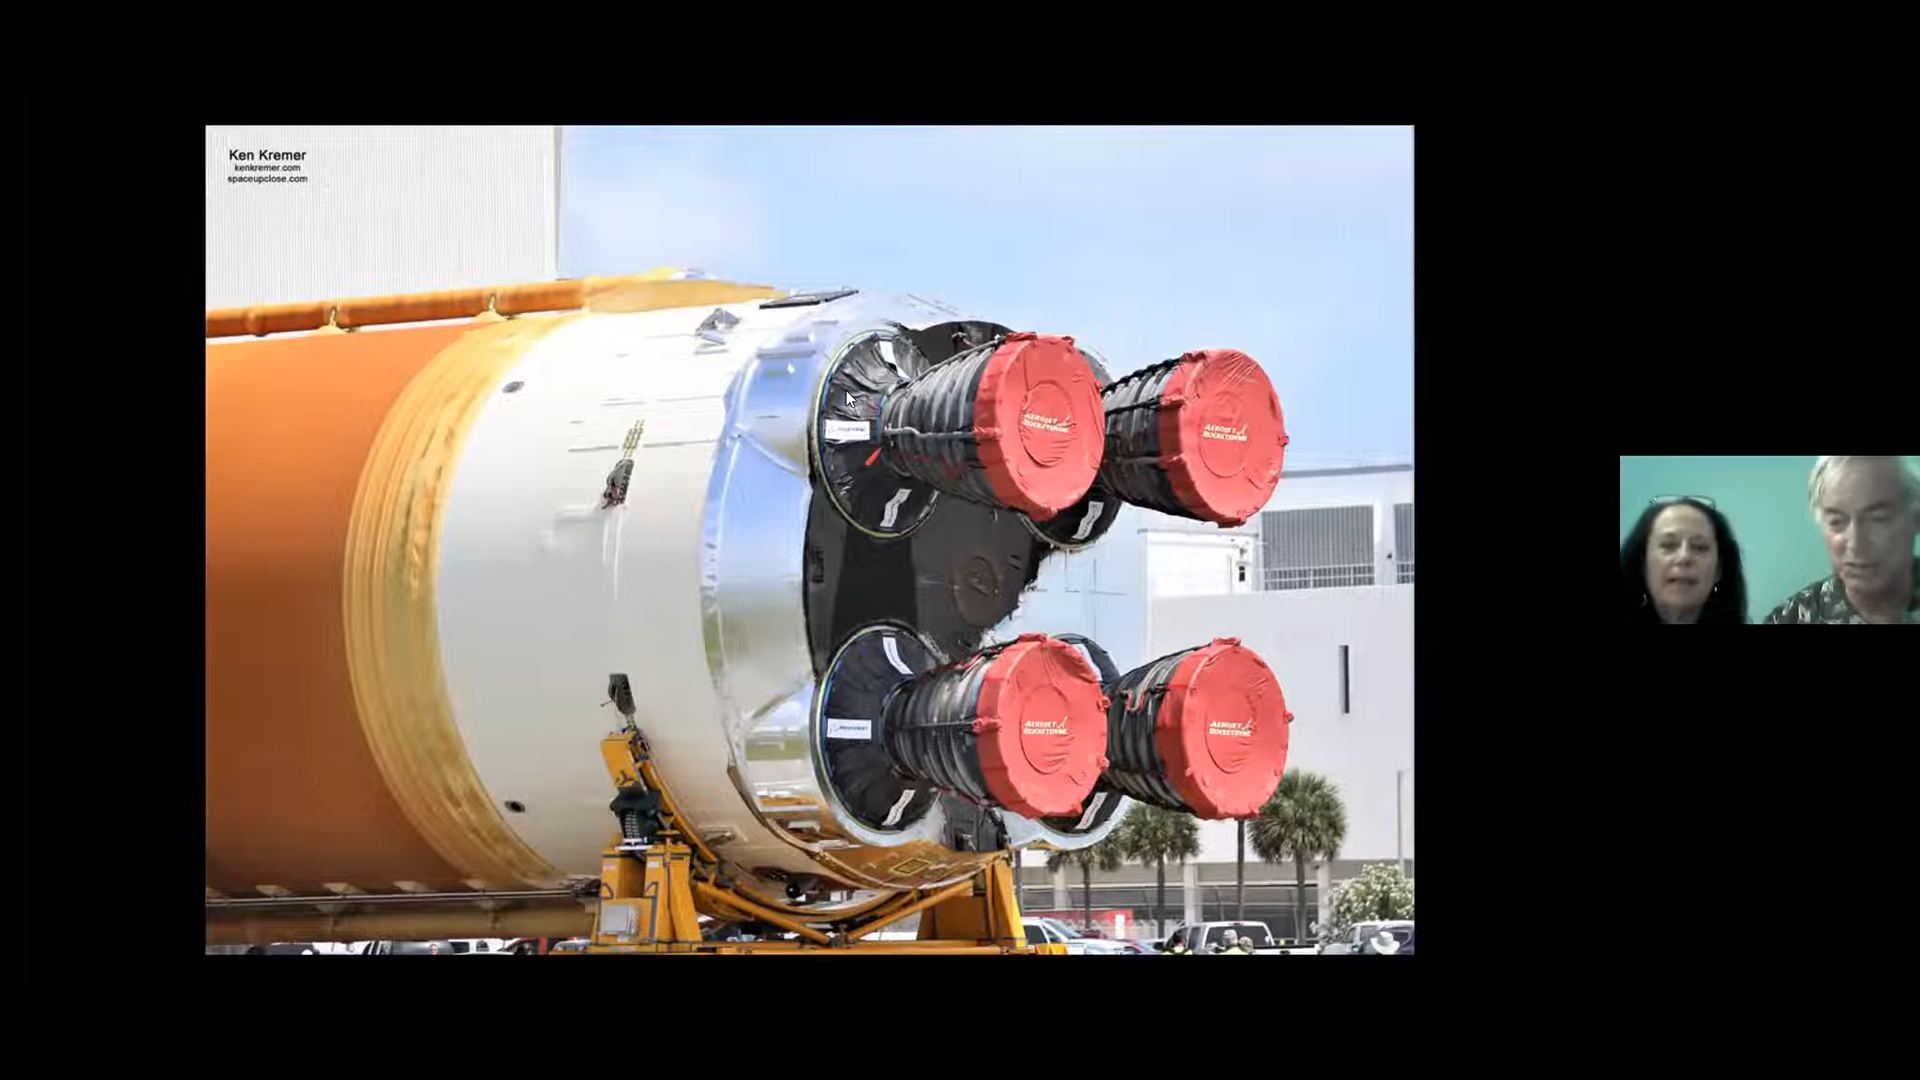 Ken Kremer
kenkremer.com
spaceupclose.com
AEROJET
ROCKETDYNE
AEROJET
ROCKETDYNE
AEROJET
ROCKETDYNE
AEROJET
ROCKETDYNE